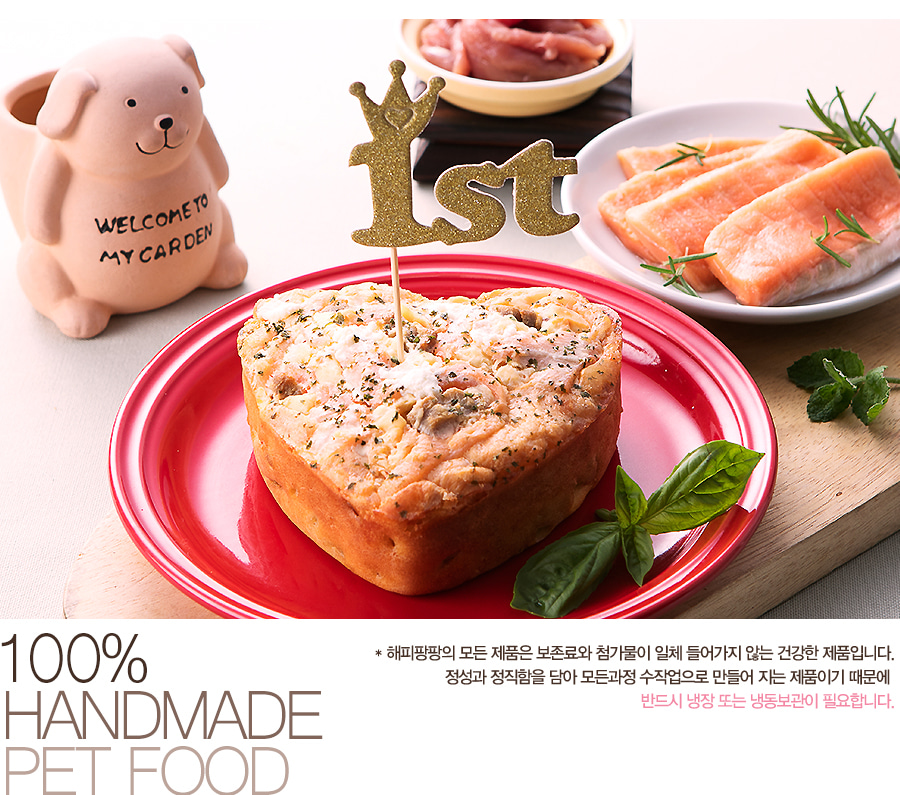 1st
WELCOME TO
MY CARDEN
100%
HANDMADE
PET FOOD
* 해피팡팡의 모든 제품은 보존료와 첨가물이 일체 들어가지 않는 건강한 제품입니다.
정성과 정직함을 담아 모든과정 수작업으로 만들어 지는 제품이기 때문에
반드시 냉장 또는 냉동보관이 필요합니다.